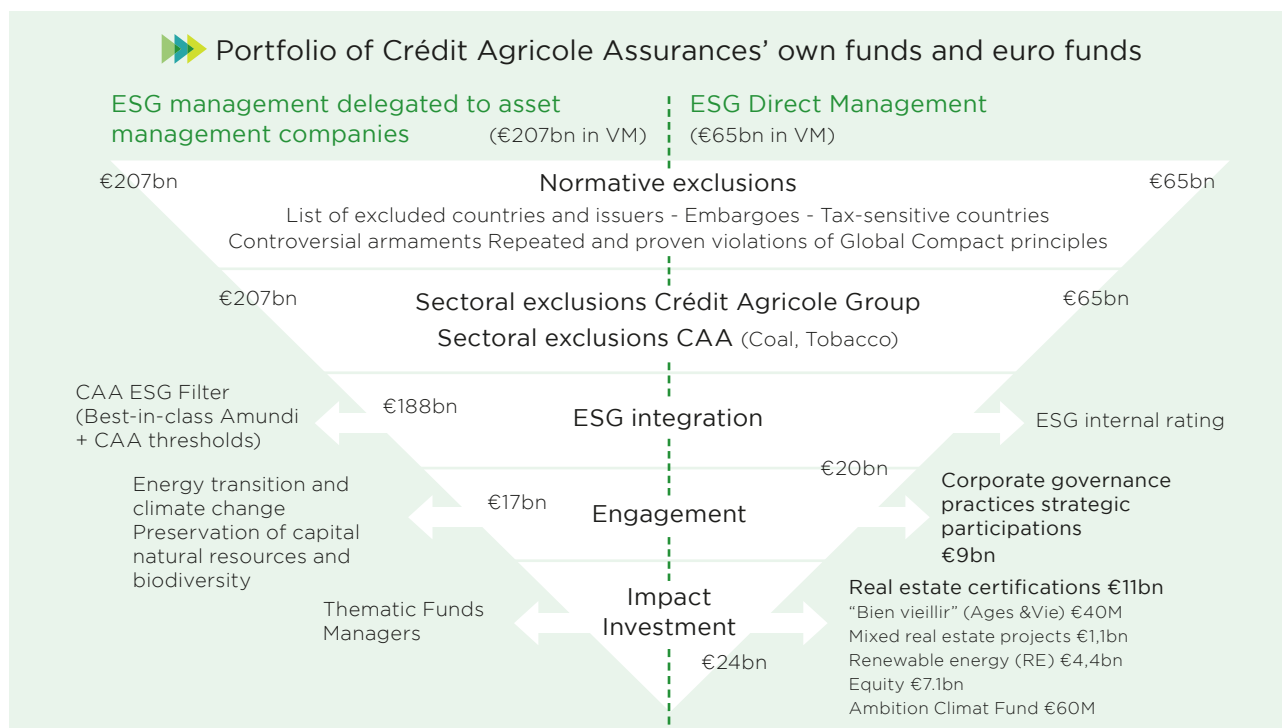 Portfolio of Crédit Agricole Assurances’ own funds and euro funds
ESG management delegated to asset
management companies (€207bn in VM)
ESG Direct Management
(€65bn in VM)
€207bn
Normative exclusions
€65bn
List of excluded countries and issuers - Embargoes - Tax-sensitive countries
Controversial armaments Repeated and proven violations of Global Compact principles
€207bn
Sectoral exclusions Crédit Agricole Group
€65bn
Sectoral exclusions CAA (Coal, Tobacco)
CAA ESG Filter
(Best-in-class Amundi
+ CAA thresholds)
€188bn
ESG integration
ESG internal rating
€20bn
Energy transition and
climate change
Preservation of capital
natural resources and
biodiversity
€17bn
Engagement
Corporate governance
practices strategic
participations
€9bn
Thematic Funds
Managers
Impact
Investment
€24bn
Real estate certifications €11bn
“Bien vieillir” (Ages &Vie) €40M
Mixed real estate projects €1,1bn
Renewable energy (RE) €4,4bn
Equity €7.1bn
Ambition Climat Fund €60M